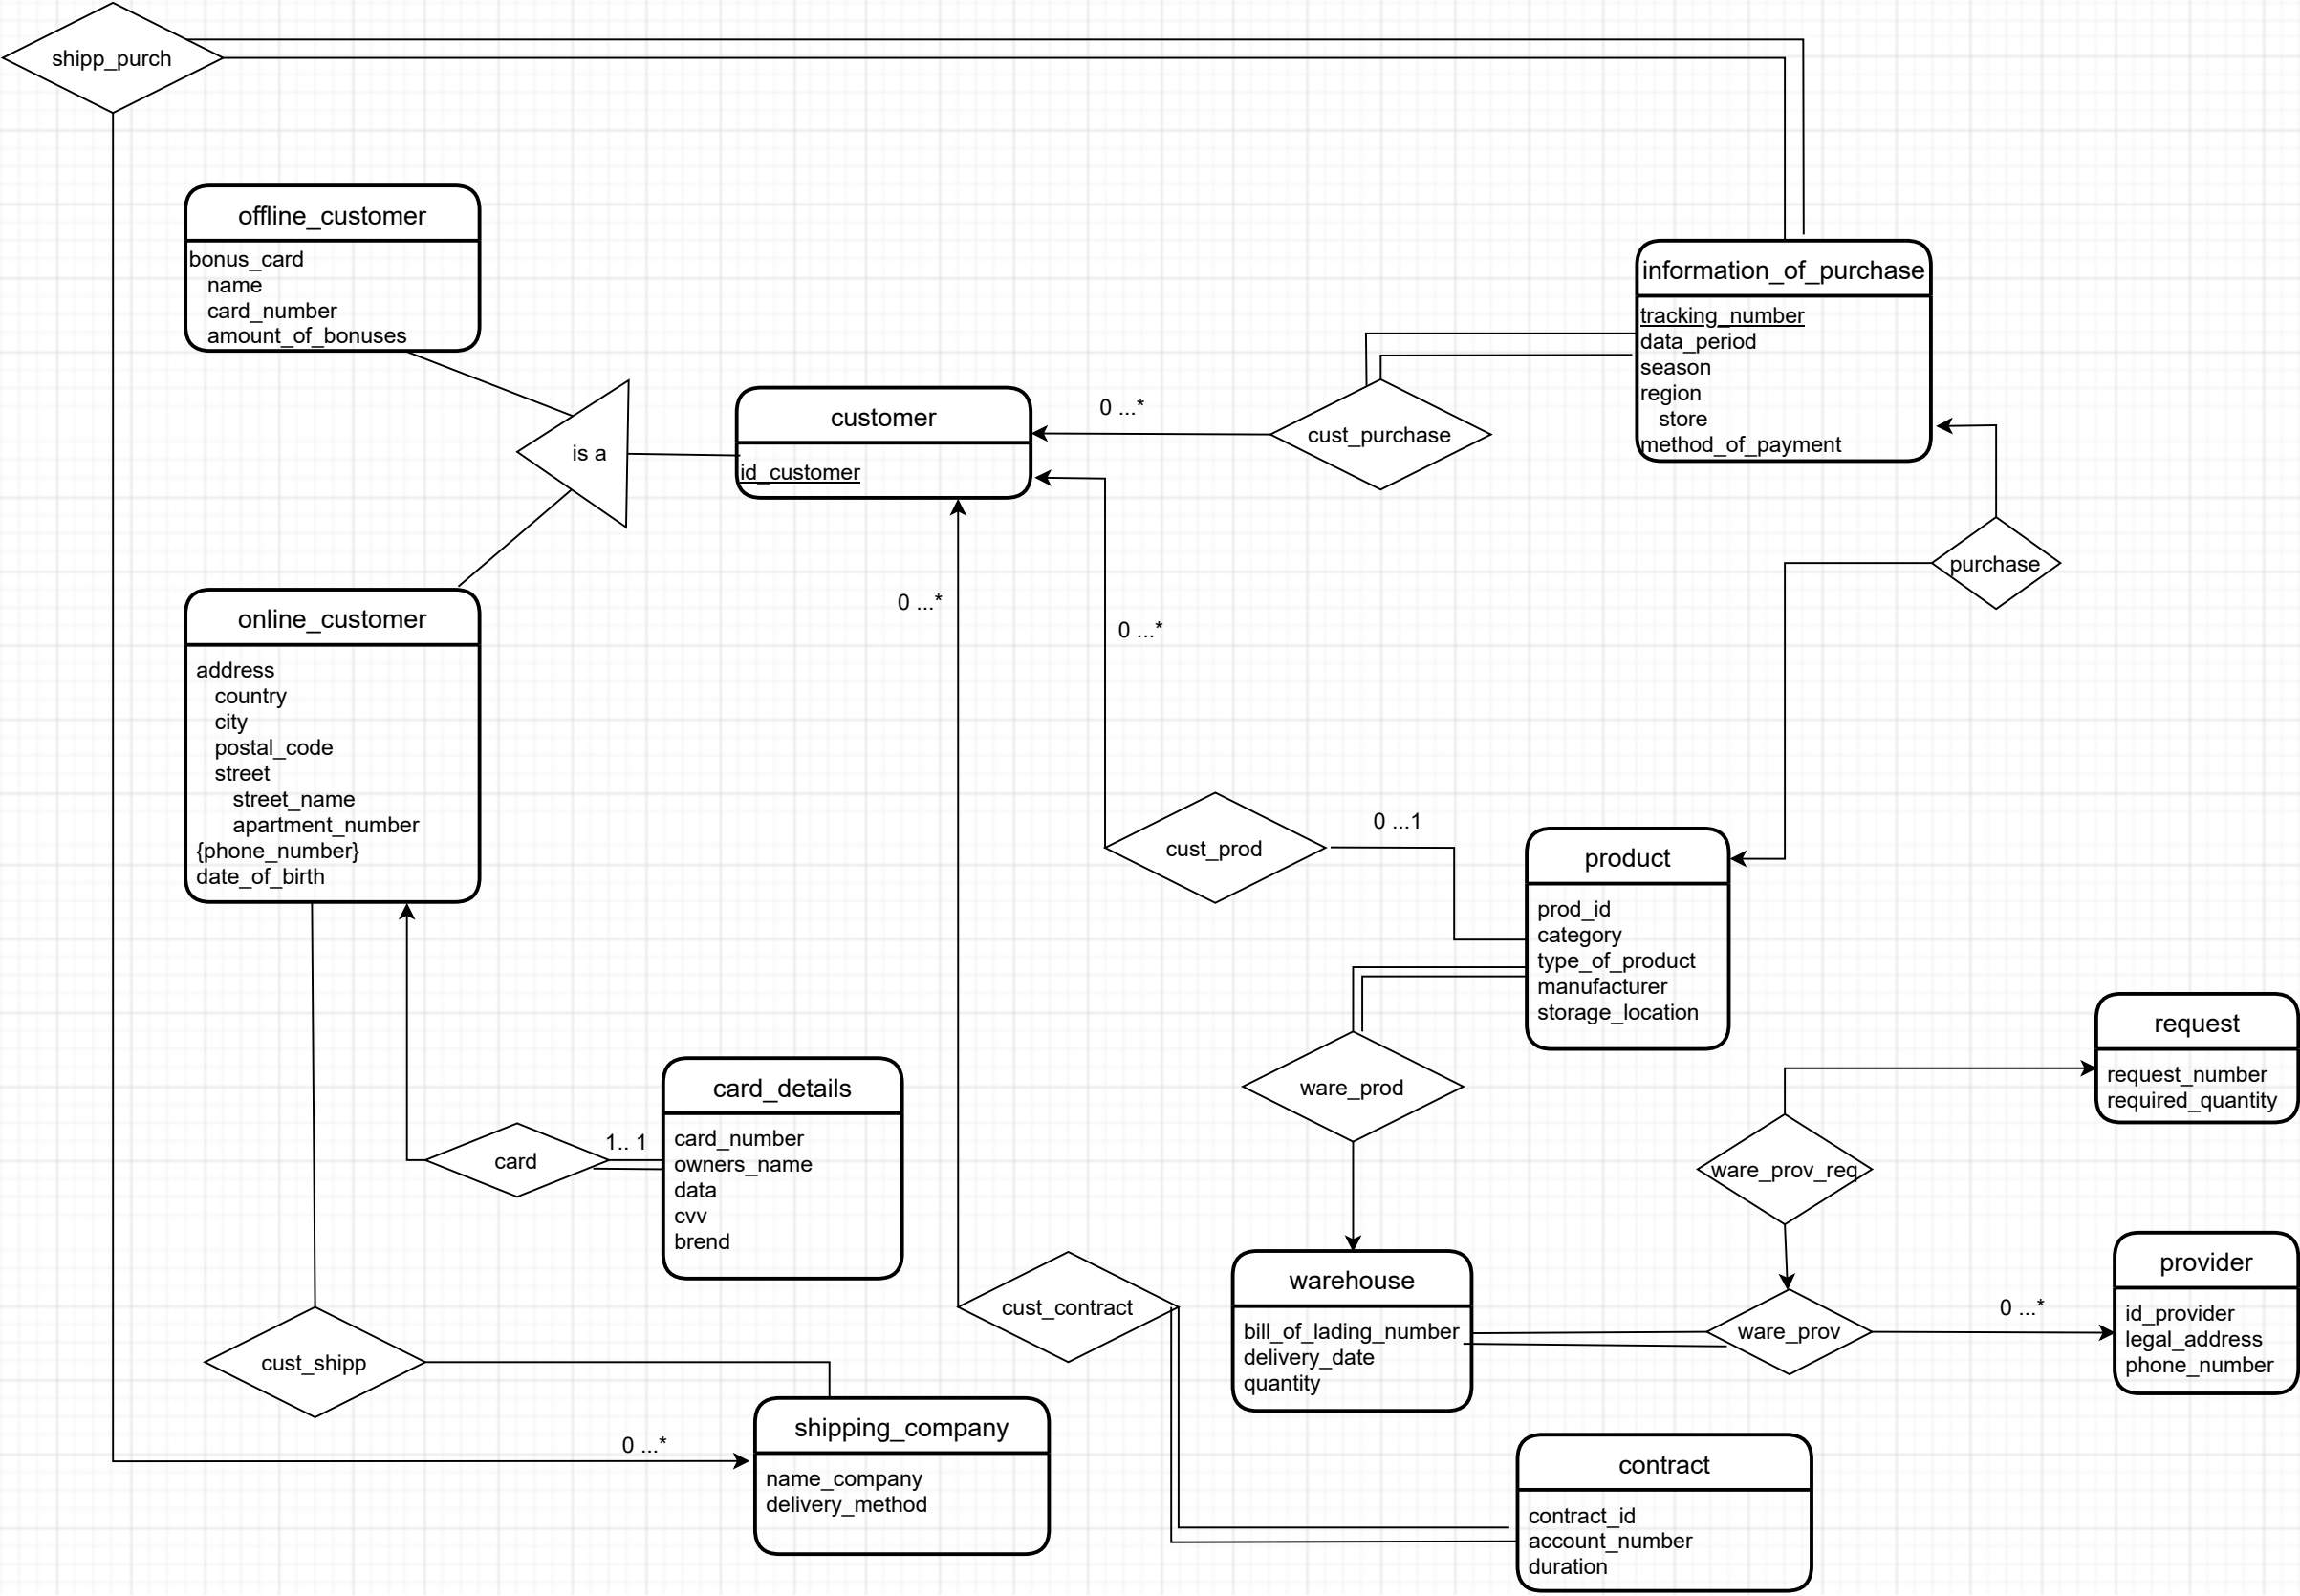 shipp_purch
offline_customer
bonus_card
name
card_number
amount_of_bonuses
is a
customer
id_customer
0 ...*
cust_purchase
information_of_purchase
tracking_number
data_period
season
region
store
method_of_payment
purchase
online_customer
address
country
city
postal_code
street
street_name
apartment_number
{phone_number}
date_of_birth
0 ...*
0 ...*
cust_prod
0 ...1
product
prod_id
category
type_of_product
manufacturer
storage_location
ware_prod
request
request_number
required_quantity
ware_prov_req
card
1.. 1
card_details
card_number
owners_name
data
cvv
brend
cust_contract
warehouse
bill_of_lading_number
delivery_date
quantity
ware_prov
0 ...*
provider
id_provider
legal_address
phone_number
cust_shipp
0 ...*
shipping_company
name_company
delivery_method
contract
contract_id
account_number
duration